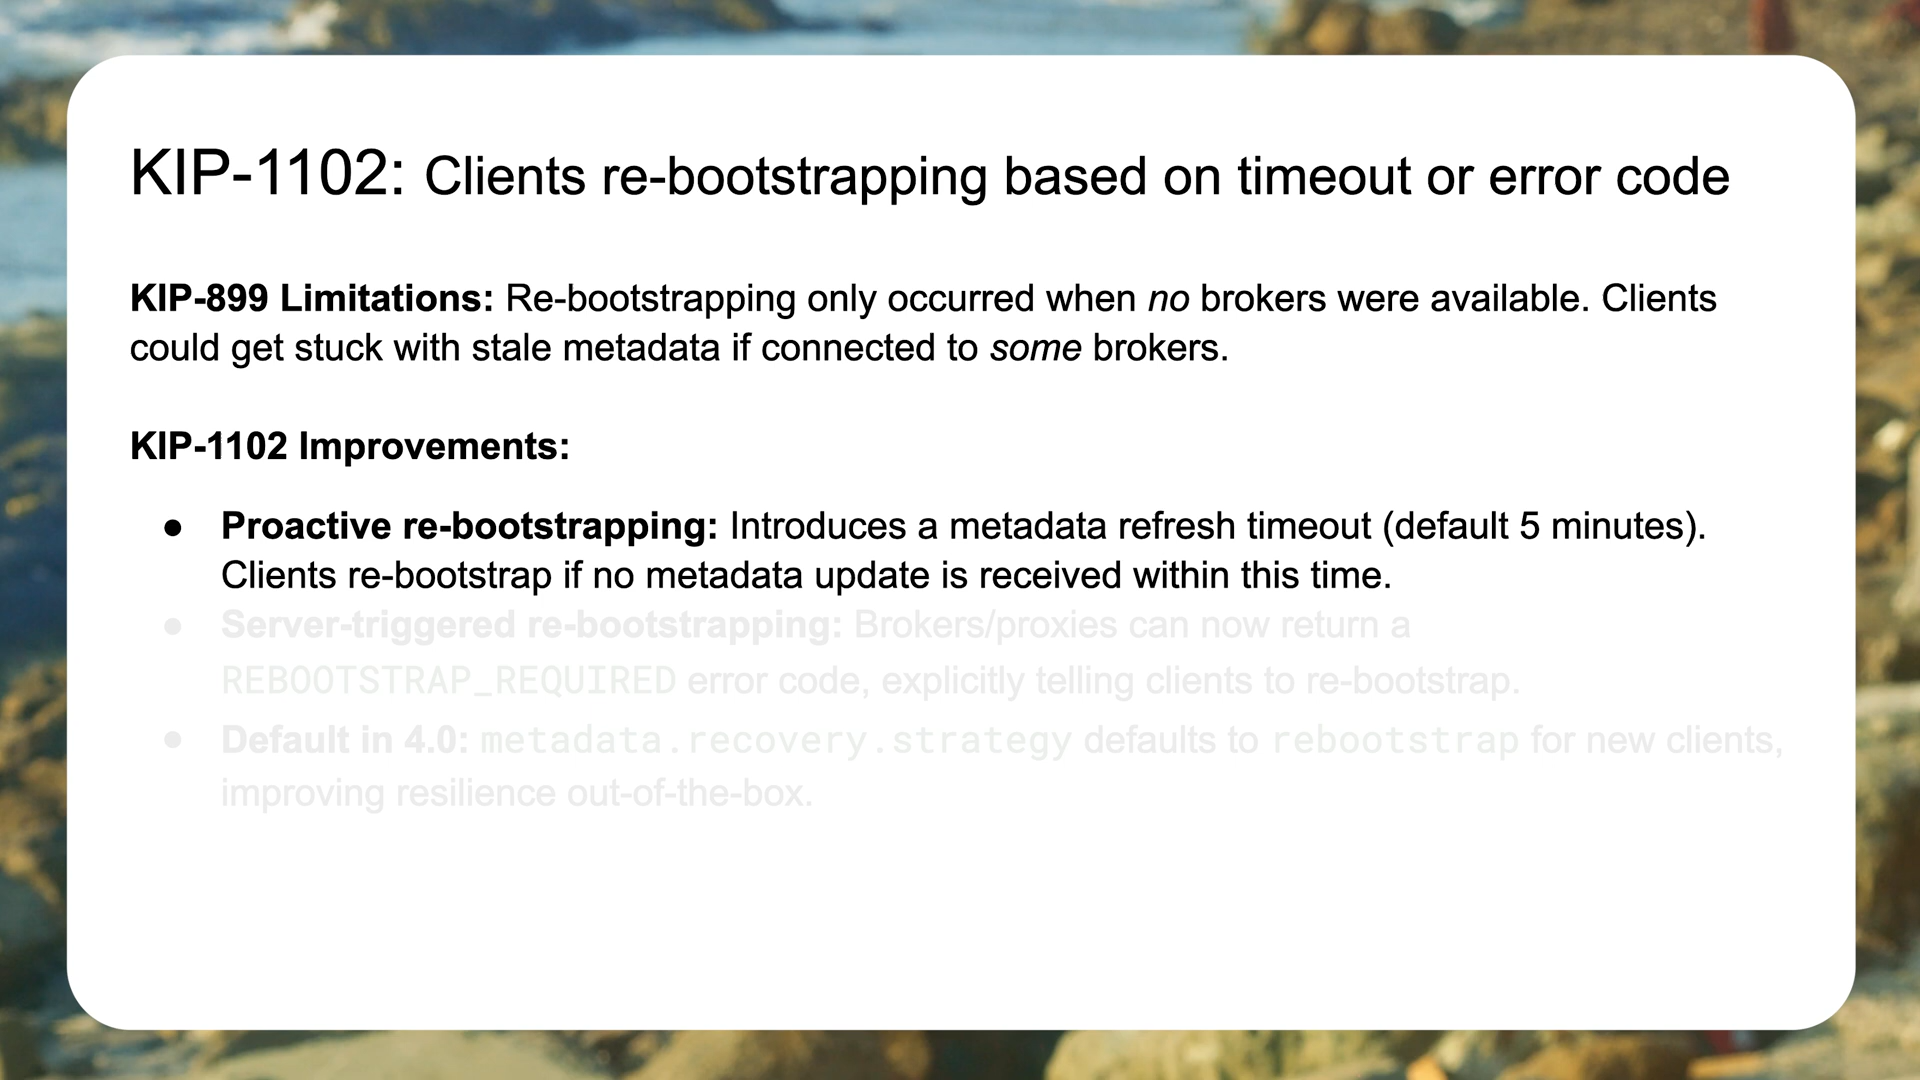 KIP-1102: Clients re-bootstrapping based on timeout or error code
KIP-899 Limitations: Re-bootstrapping only occurred when no brokers were available. Clients
could get stuck with stale metadata if connected to some brokers.
KIP-1102 Improvements:
● Proactive re-bootstrapping: Introduces a metadata refresh timeout (default 5 minutes).
Clients re-bootstrap if no metadata update is received within this time.
● Server-triggered re-bootstrapping: Brokers/proxies can now return a
REBOOTSTRAP_REQUIRED error code, explicitly telling clients to re-bootstrap.
● Default in 4.0: metadata.recovery.strategy defaults to rebootstrap for new clients,
improving resilience out-of-the-box.